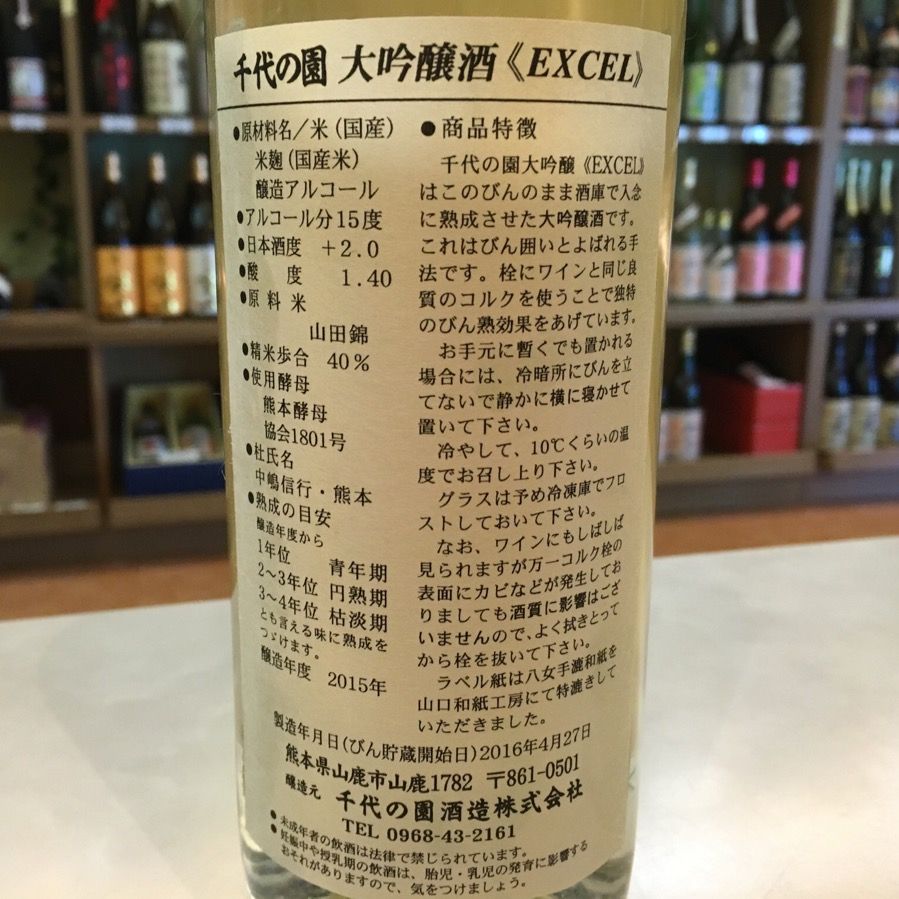 千代の園 大吟醸酒《EXCEL》
●原材料名／米（国産）
米麹（国産米）
醸造アルコール
●アルコール分15度
●日本酒度 +2.0
●酸 度 1.40
●原料米
山田錦
●精米歩合 40％
●使用酵母
熊本酵母
協会1801号
●杜氏名
中嶋信行・熊本
●熟成の目安
醸造年度から
1年位 青年期
2〜3年位 円熟期
3〜4年位 枯淡期
とも言える味に熟成を
つゞけます。
醸造年度 2015年
●商品特徴
千代の園大吟醸《EXCEL》
はこのびんのまま酒庫で入念
に熟成させた大吟醸酒です。
これはびん囲いとよばれる手
法です。栓にワインと同じ良
質のコルクを使うことで独特
のびん熟効果をあげています。
お手元に暫くでも置かれる
場合には、冷暗所にびんを立
てないで静かに横に寝かせて
置いて下さい。
冷やして、10℃くらいの温
度でお召し上り下さい。
グラスは予め冷凍庫でフロ
ストしておいて下さい。
なお、ワインにもしばしば
見られますが万一コルク栓の
表面にカビなどが発生してお
りましても酒質に影響はござ
いませんので、よく拭きとって
から栓を抜いて下さい。
ラベル紙は八女手漉和紙を
山口和紙工房にて特漉きして
いただきました。
製造年月日（びん貯蔵開始日）2016年4月27日
熊本県山鹿市山鹿1782 〒861-0501
醸造元 千代の園酒造株式会社
TEL 0968-43-2161
●未成年者の飲酒は法律で禁じられています。
●妊娠中や授乳期の飲酒は、胎児・乳児の発育に影響する
おそれがありますので、気をつけましょう。